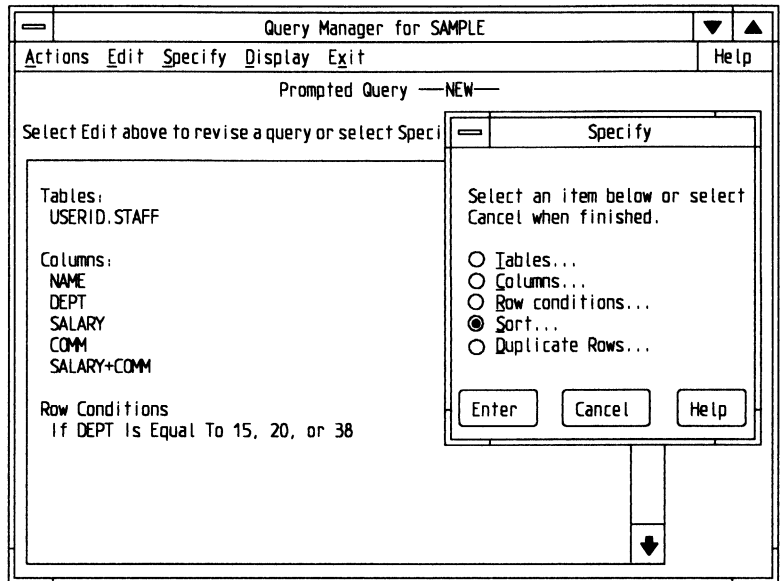 Query Manager for SAMPLE
Actions Edit Specify Display Exit Help
Prompted Query —NEW—
Select Edit above to revise a query or select Speci
Tables:
USERID.STAFF
Columns:
NAME
DEPT
SALARY
COMM
SALARY+COMM
Row Conditions
If DEPT Is Equal To 15, 20, or 38
Specify
Select an item below or select
Cancel when finished.
Tables...
Columns...
Row conditions...
Sort...
Duplicate Rows...
Enter Cancel Help